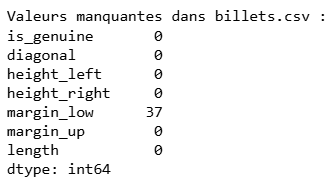 Valeurs manquantes dans billets.csv :
is_genuine 0
diagonal 0
height_left 0
height_right 0
margin_low 37
margin_up 0
length 0
dtype: int64